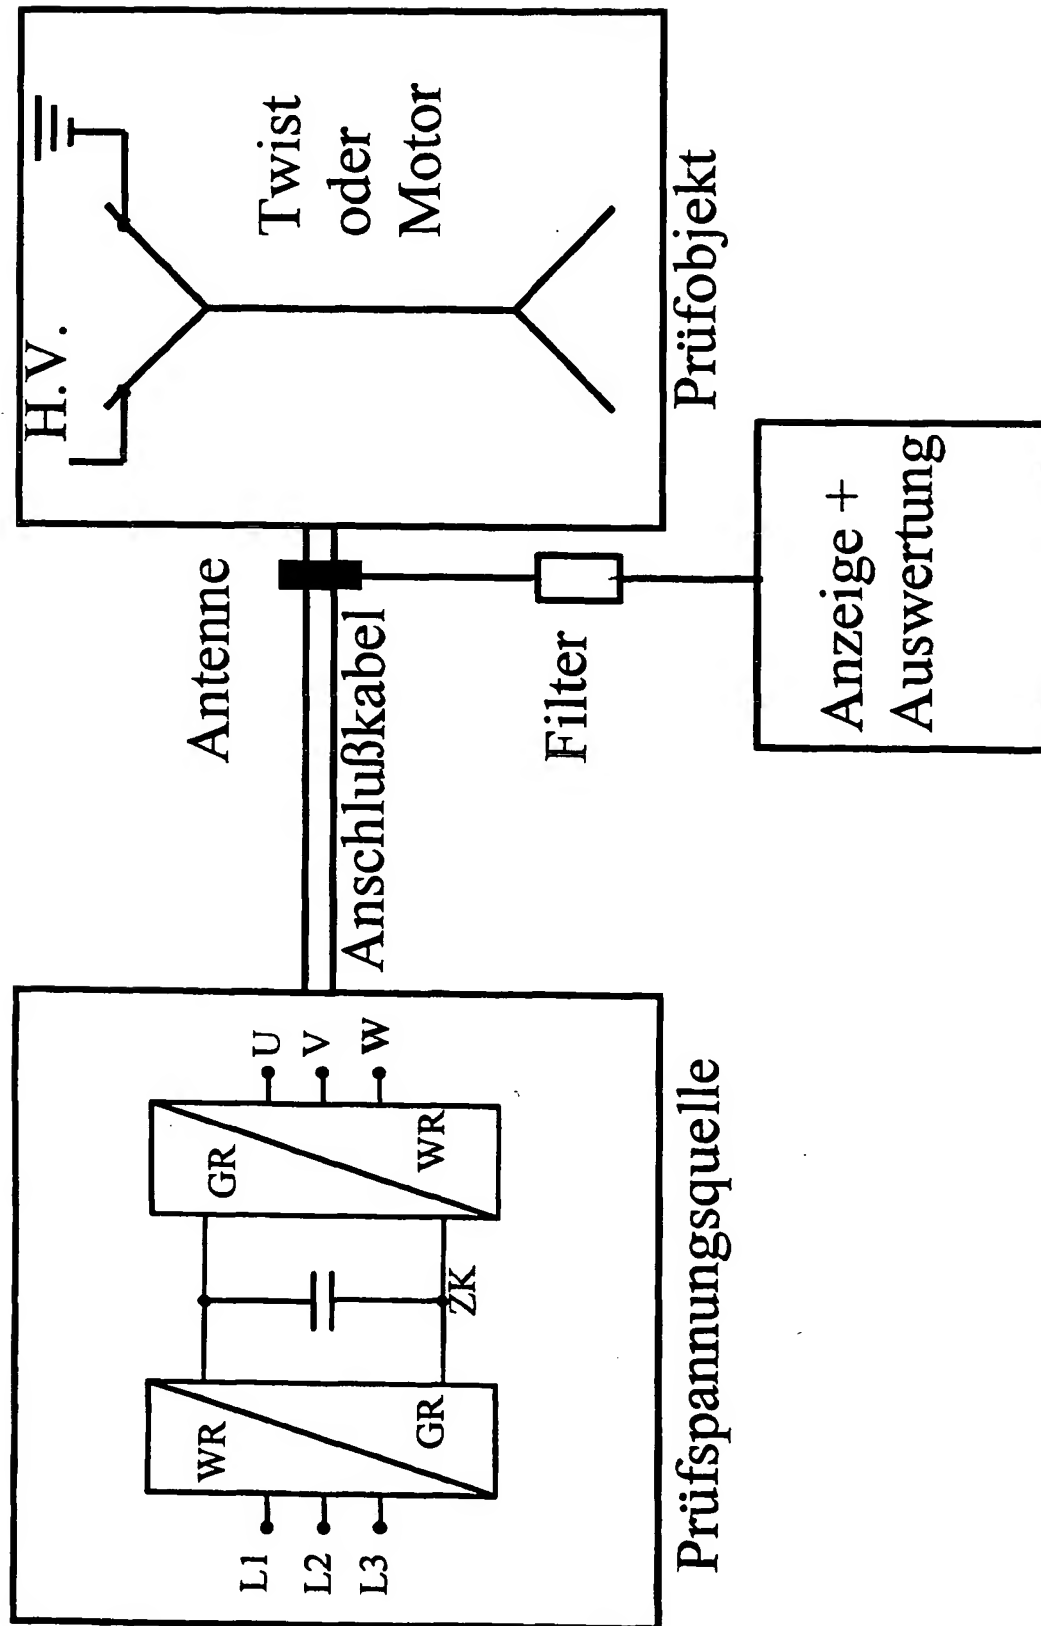 L1
L2
L3
WR
GR
ZK
GR
WR
U
V
W
Prüfspannungsquelle
Antenne
Anschlußkabel
Filter
H.V.
Twist
oder
Motor
Prüfobjekt
Anzeige +
Auswertung